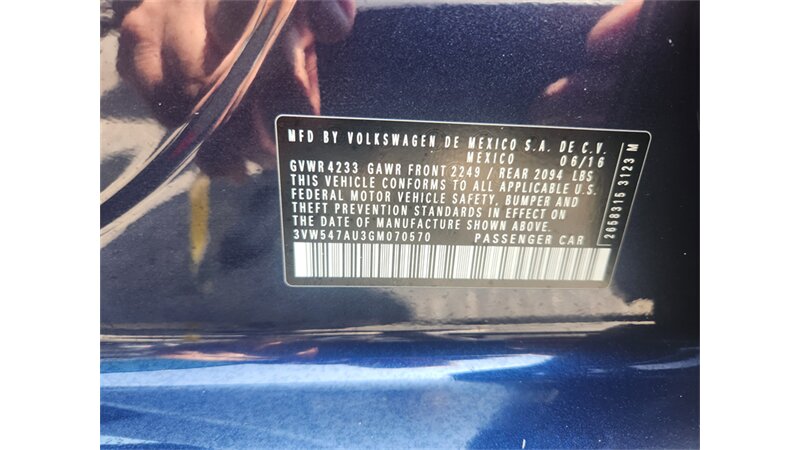 MFD BY VOLKSWAGEN DE MEXICO S.A. DE C.V.
MEXICO 06/16
GVWR 4233 GAWR FRONT 2249 / REAR 2094 LBS
THIS VEHICLE CONFORMS TO ALL APPLICABLE U.S.
FEDERAL MOTOR VEHICLE SAFETY, BUMPER AND
THEFT PREVENTION STANDARDS IN EFFECT ON
THE DATE OF MANUFACTURE SHOWN ABOVE.
3VW547AU3GM070570 PASSENGER CAR
2658315 3123 M